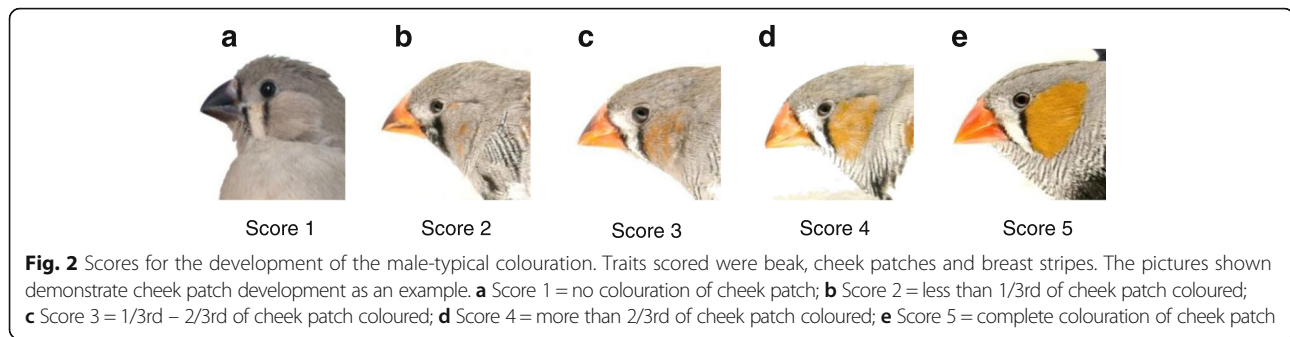 a b c d e
Score 1 Score 2 Score 3 Score 4 Score 5
Fig. 2 Scores for the development of the male-typical colouration. Traits scored were beak, cheek patches and breast stripes. The pictures shown
demonstrate cheek patch development as an example. a Score 1 = no colouration of cheek patch; b Score 2 = less than 1/3rd of cheek patch coloured;
c Score 3 = 1/3rd – 2/3rd of cheek patch coloured; d Score 4 = more than 2/3rd of cheek patch coloured; e Score 5 = complete colouration of cheek patch